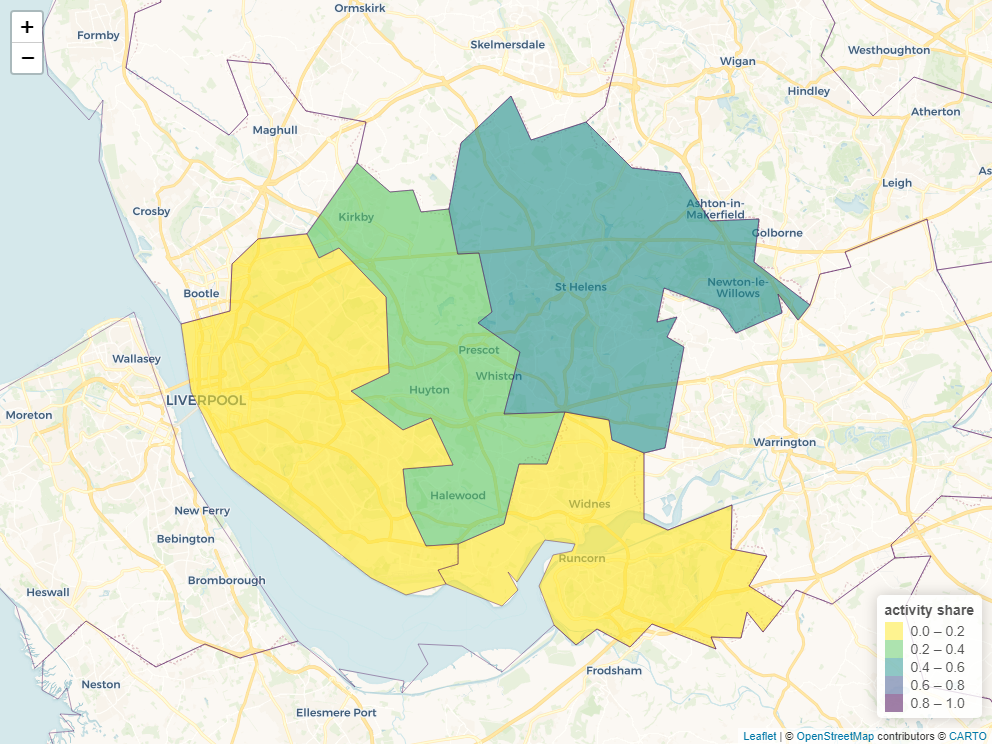 +
−
Ormskirk
Formby
Skelmersdale
Westhoughton
Wigan
Hindley
Atherton
Maghull
As
Leigh
Crosby
Kirkby
Ashton-in-
Makerfield
Golborne
Bootle
St Helens
Newton-le-
Willows
Prescot
Wallasey
Whiston
Huyton
LIVERPOOL
Moreton
Warrington
Halewood
Widnes
New Ferry
Bebington
Runcorn
Bromborough
Heswall
Frodsham
Neston
Ellesmere Port
activity share
0.0 – 0.2
0.2 – 0.4
0.4 – 0.6
0.6 – 0.8
0.8 – 1.0
Leaflet | © OpenStreetMap contributors © CARTO